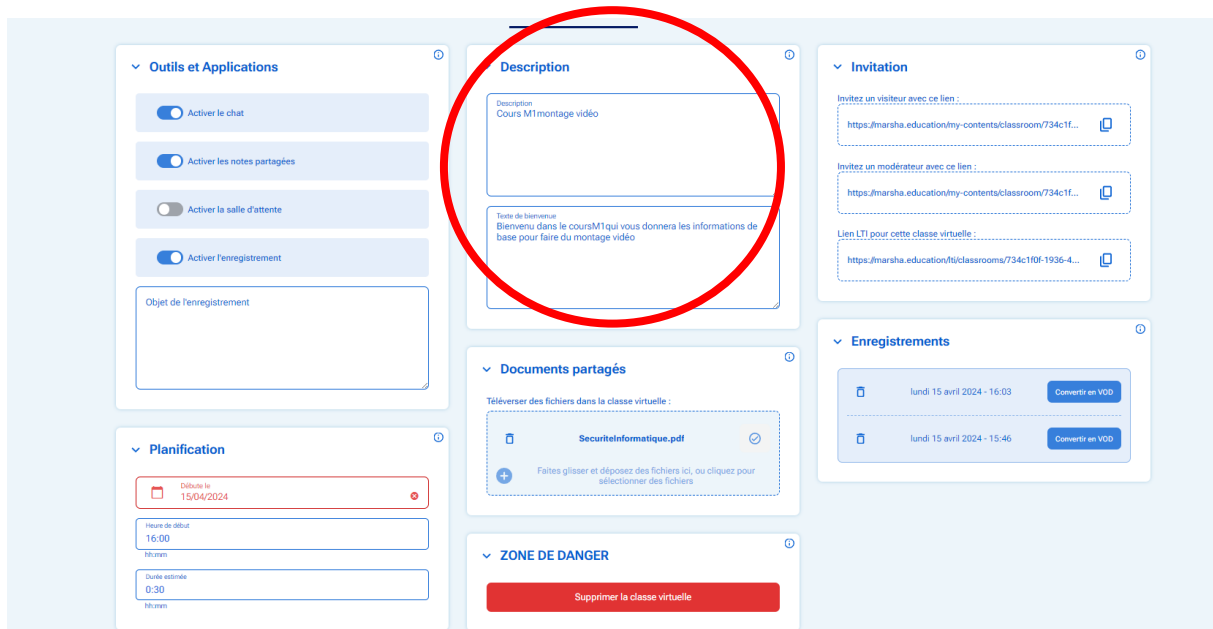 Outils et Applications
Activer le chat
Activer les notes partagées
Activer la salle d'attente
Activer l'enregistrement
Objet de l'enregistrement
Planification
Débute le
15/04/2024
Heure de début
16:00
hh:mm
Durée estimée
0:30
hh:mm
Description
Description
Cours M1montage vidéo
Texte de bienvenue
Bienvenu dans le coursM1qui vous donnera les informations de
base pour faire du montage vidéo
Documents partagés
Téléverser des fichiers dans la classe virtuelle :
SecuriteInformatique.pdf
Faites glisser et déposez des fichiers ici, ou cliquez pour
sélectionner des fichiers
ZONE DE DANGER
Supprimer la classe virtuelle
Invitation
Invitez un visiteur avec ce lien :
https://marsha.education/my-contents/classroom/734c1f...
Invitez un modérateur avec ce lien :
https://marsha.education/my-contents/classroom/734c1f...
Lien LTI pour cette classe virtuelle :
https://marsha.education/lti/classrooms/734c1f0f-1936-4...
Enregistrements
lundi 15 avril 2024 - 16:03
Convertir en VOD
lundi 15 avril 2024 - 15:46
Convertir en VOD